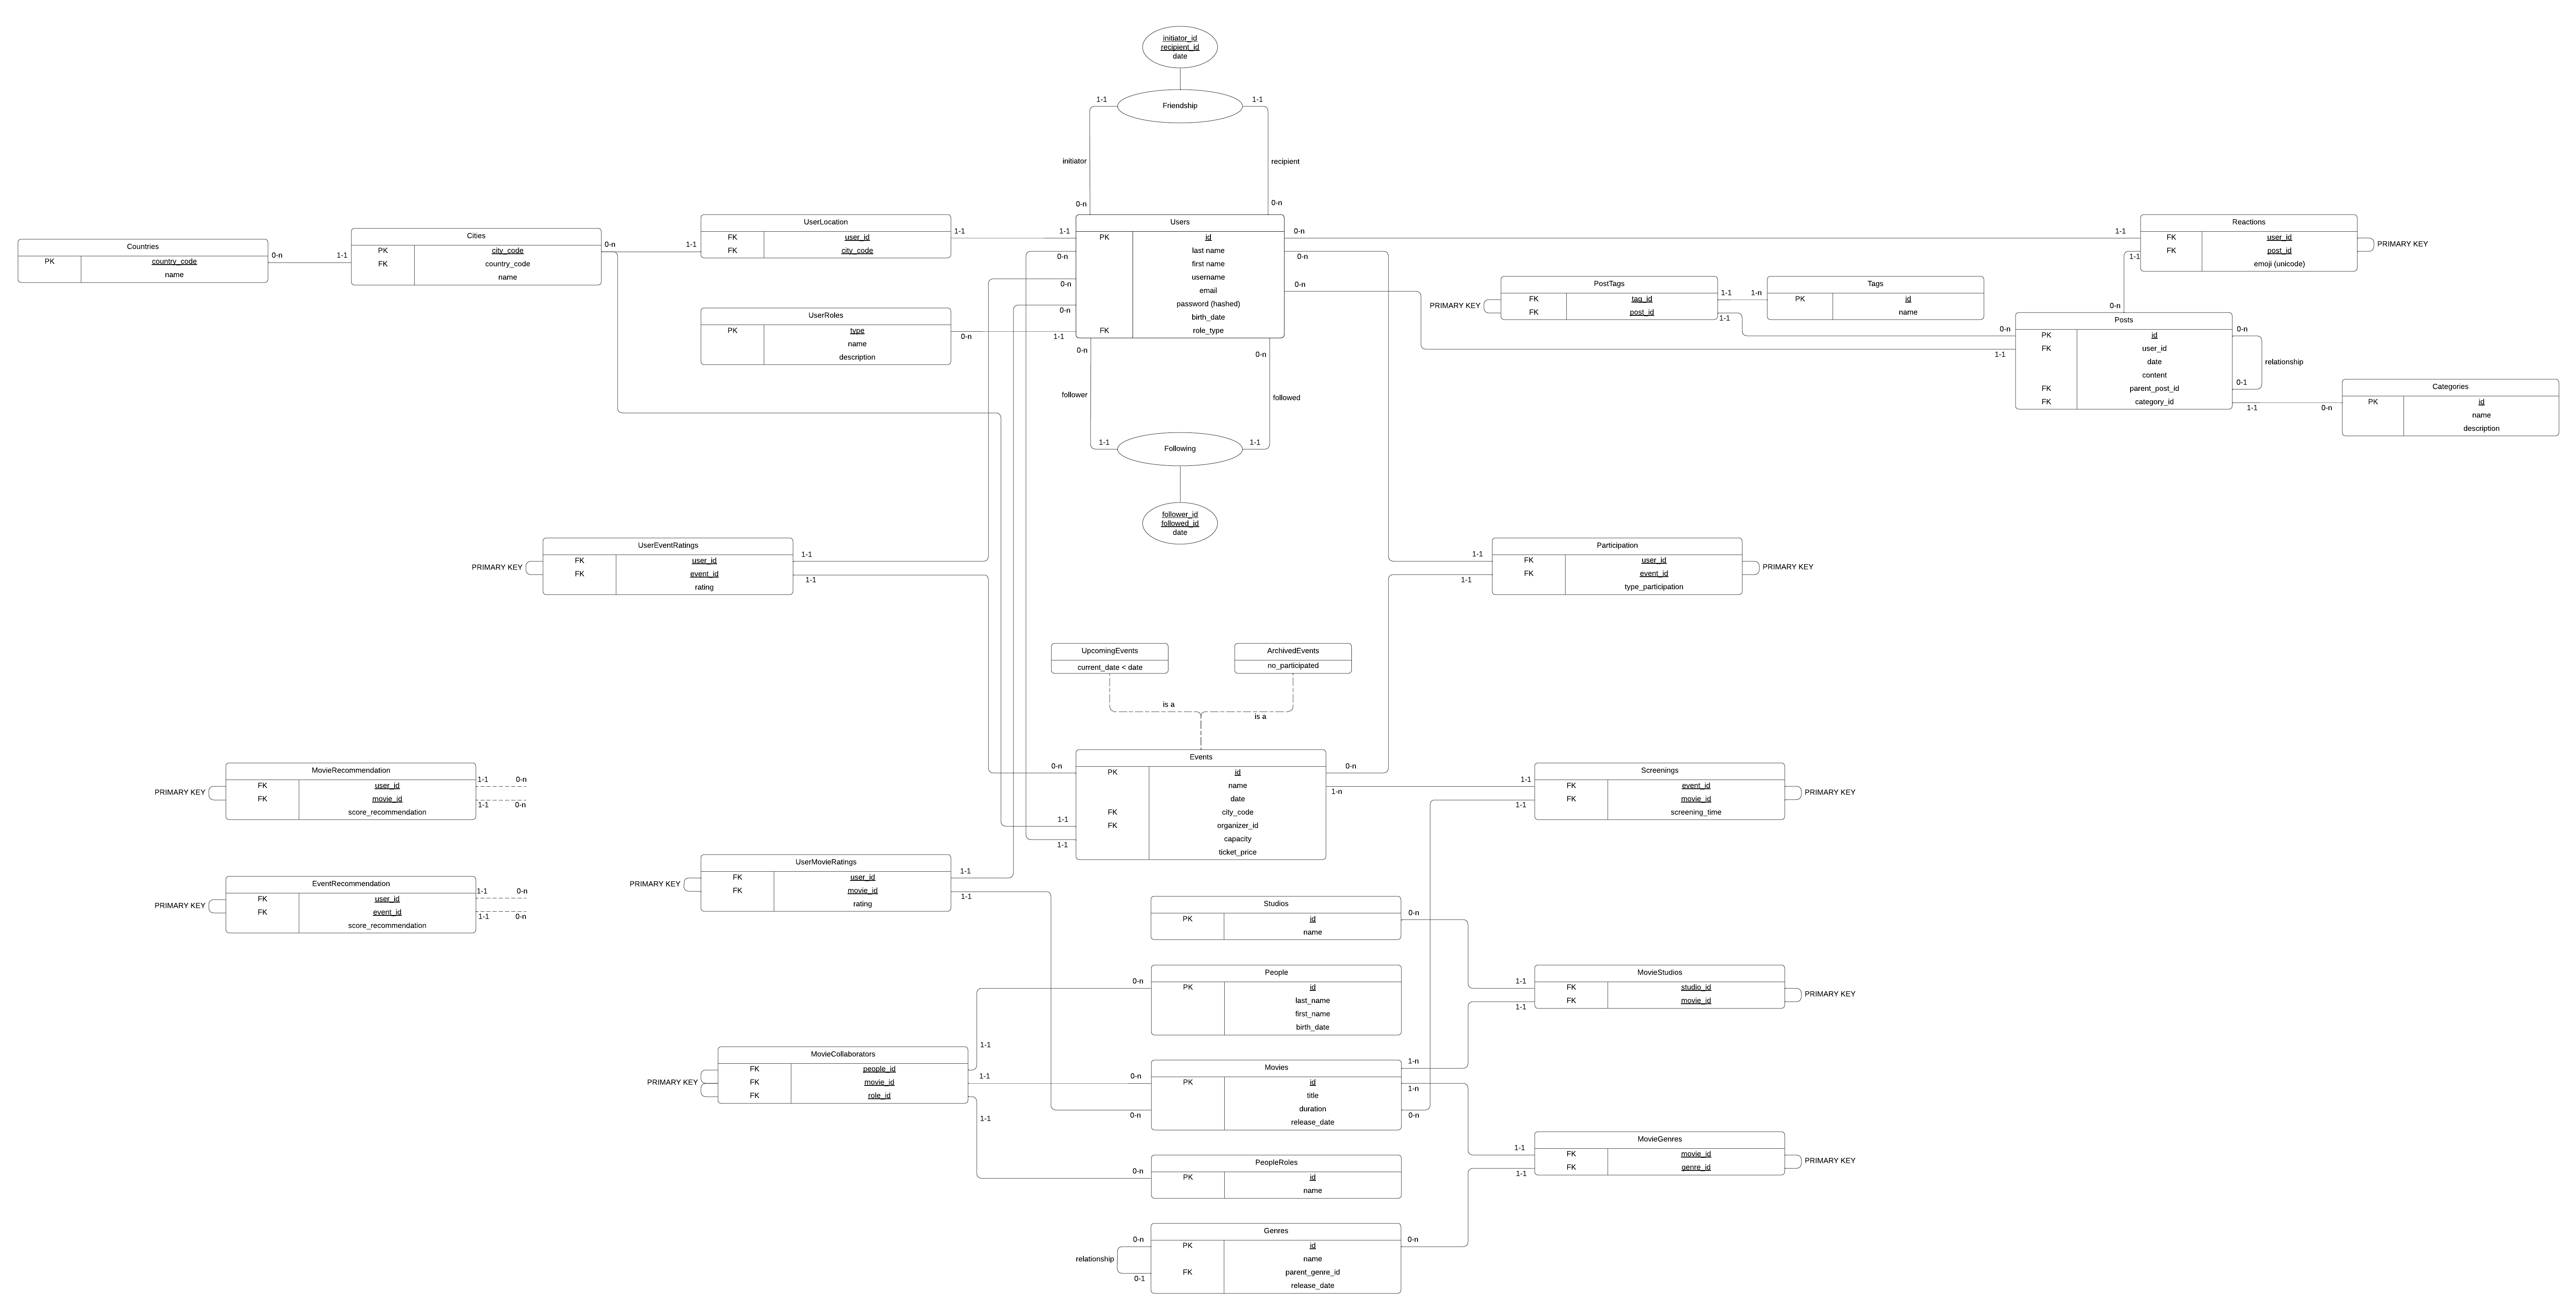 initiator_id
recipient_id
date
Friendship
1-1
1-1
initiator
recipient
0-n
0-n
Countries
PK country_code
name
0-n
1-1
Cities
PK city_code
FK country_code
name
0-n
1-1
UserLocation
FK user_id
FK city_code
1-1
1-1
UserRoles
PK type
name
description
0-n
1-1
Users
PK id
last name
first name
username
email
password (hashed)
birth_date
FK role_type
0-n
0-n
0-n
0-n
0-n
0-n
0-n
0-n
follower
followed
1-1
1-1
Following
follower_id
followed_id
date
1-1
Reactions
FK user_id
FK post_id
emoji (unicode)
PRIMARY KEY
1-1
0-n
PRIMARY KEY
PostTags
FK tag_id
FK post_id
1-1
1-n
1-1
Tags
PK id
name
0-n
1-1
Posts
PK id
FK user_id
date
content
FK parent_post_id
FK category_id
0-n
relationship
0-1
1-1
0-n
Categories
PK id
name
description
PRIMARY KEY
UserEventRatings
FK user_id
FK event_id
rating
1-1
1-1
1-1
1-1
Participation
FK user_id
FK event_id
type_participation
PRIMARY KEY
UpcomingEvents
current_date < date
ArchivedEvents
no_participated
is a
is a
Events
PK id
name
date
FK city_code
FK organizer_id
capacity
ticket_price
0-n
1-1
1-1
0-n
1-n
PRIMARY KEY
MovieRecommendation
FK user_id
FK movie_id
score_recommendation
1-1
0-n
1-1
0-n
PRIMARY KEY
EventRecommendation
FK user_id
FK event_id
score_recommendation
1-1
0-n
1-1
0-n
PRIMARY KEY
UserMovieRatings
FK user_id
FK movie_id
rating
1-1
1-1
1-1
1-1
Screenings
FK event_id
FK movie_id
screening_time
PRIMARY KEY
Studios
PK id
name
0-n
People
PK id
last_name
first_name
birth_date
0-n
1-1
1-1
MovieStudios
FK studio_id
FK movie_id
PRIMARY KEY
PRIMARY KEY
MovieCollaborators
FK people_id
FK movie_id
FK role_id
1-1
1-1
1-1
Movies
PK id
title
duration
release_date
0-n
0-n
1-n
1-n
0-n
PeopleRoles
PK id
name
0-n
1-1
1-1
MovieGenres
FK movie_id
FK genre_id
PRIMARY KEY
Genres
PK id
name
FK parent_genre_id
release_date
0-n
relationship
0-1
0-n